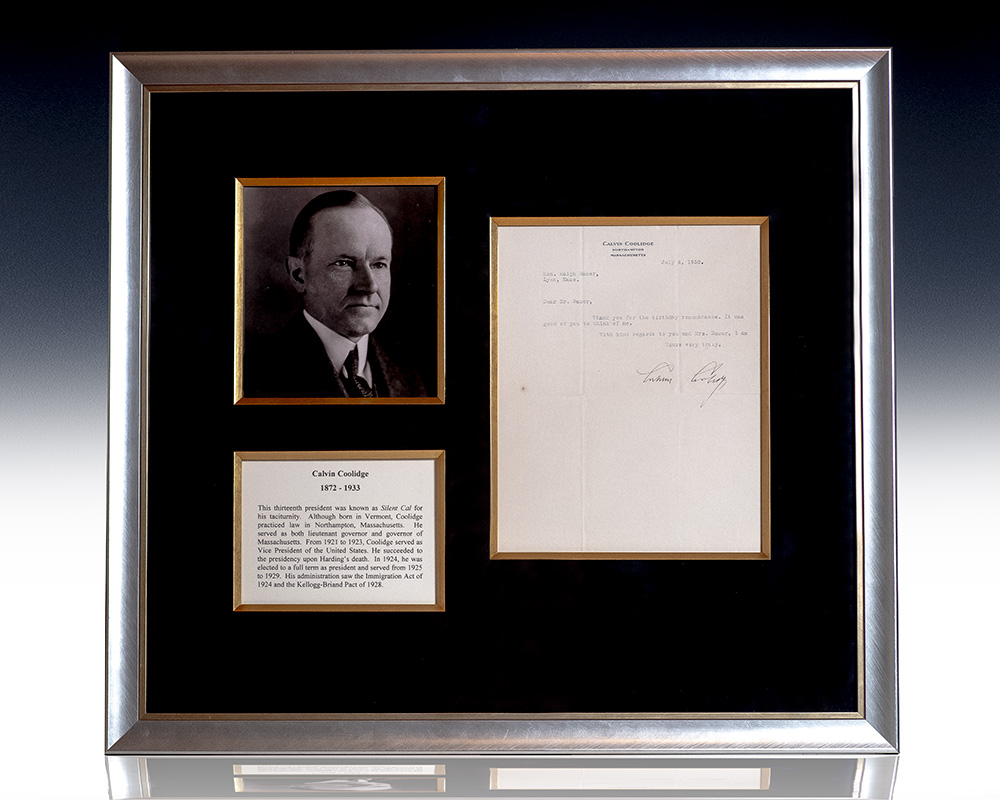 Calvin Coolidge
1872 - 1933
This thirteenth president was known as Silent Cal for
his taciturnity. Although born in Vermont, Coolidge
practiced law in Northampton, Massachusetts. He
served as both lieutenant governor and governor of
Massachusetts. From 1921 to 1923, Coolidge served as
Vice President of the United States. He succeeded to
the presidency upon Harding's death. In 1924, he was
elected to a full term as president and served from 1925
to 1929. His administration saw the Immigration Act of
1924 and the Kellogg-Briand Pact of 1928.
CALVIN COOLIDGE
NORTHAMPTON
MASSACHUSETTS
July 1930.
Hon. Ralph
Lynn, Mass.
Dear Mr.
Thank you for the birthday remembrance. It was
good of you to think of me.
With kind regards to you and Mrs. I am
Yours very truly,
Calvin Coolidge